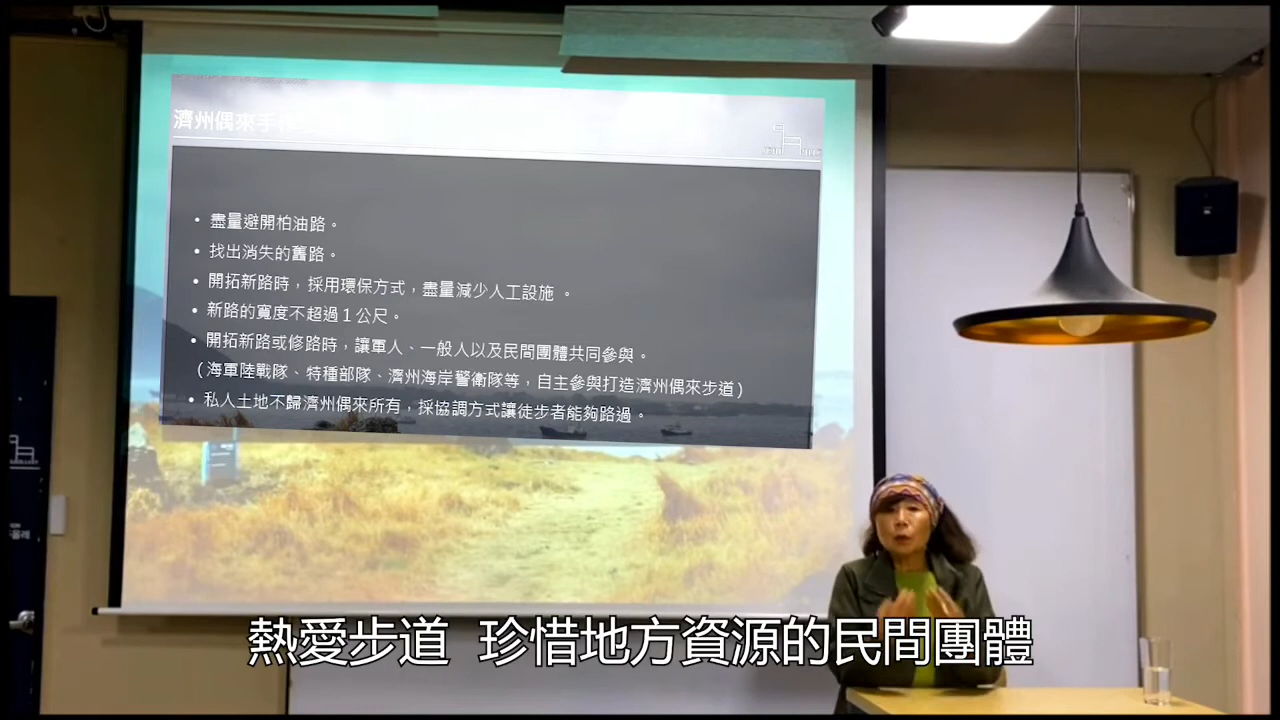 濟州偶來手作
• 盡量避開柏油路。
• 找出消失的舊路。
• 開拓新路時，採用環保方式，盡量減少人工設施 。
• 新路的寬度不超過１公尺。
• 開拓新路或修路時，讓軍人、一般人以及民間團體共同參與。
(海軍陸戰隊、特種部隊、濟州海岸警衛隊等，自主參與打造濟州偶來步道)
• 私人土地不歸濟州偶來所有，採協調方式讓徒步者能夠路過。
熱愛步道 珍惜地方資源的民間團體